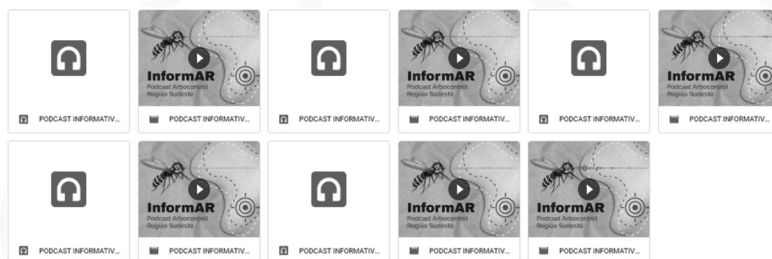 InformAR
Podcast Arbocontrol
Região Sudeste
InformAR
Podcast Arbocontrol
Região Sudeste
InformAR
Podcast Arbocontrol
Região Sudeste
PODCAST INFORMATIV...
PODCAST INFORMATIV...
PODCAST INFORMATIV...
PODCAST INFORMATIV...
PODCAST INFORMATIV...
PODCAST INFORMATIV...
InformAR
Podcast Arbocontrol
Região Sudeste
InformAR
Podcast Arbocontrol
Região Sudeste
InformAR
Podcast Arbocontrol
Região Sudeste
PODCAST INFORMATIV...
PODCAST INFORMATIV...
PODCAST INFORMATIV...
PODCAST INFORMATIV...
PODCAST INFORMATIV...